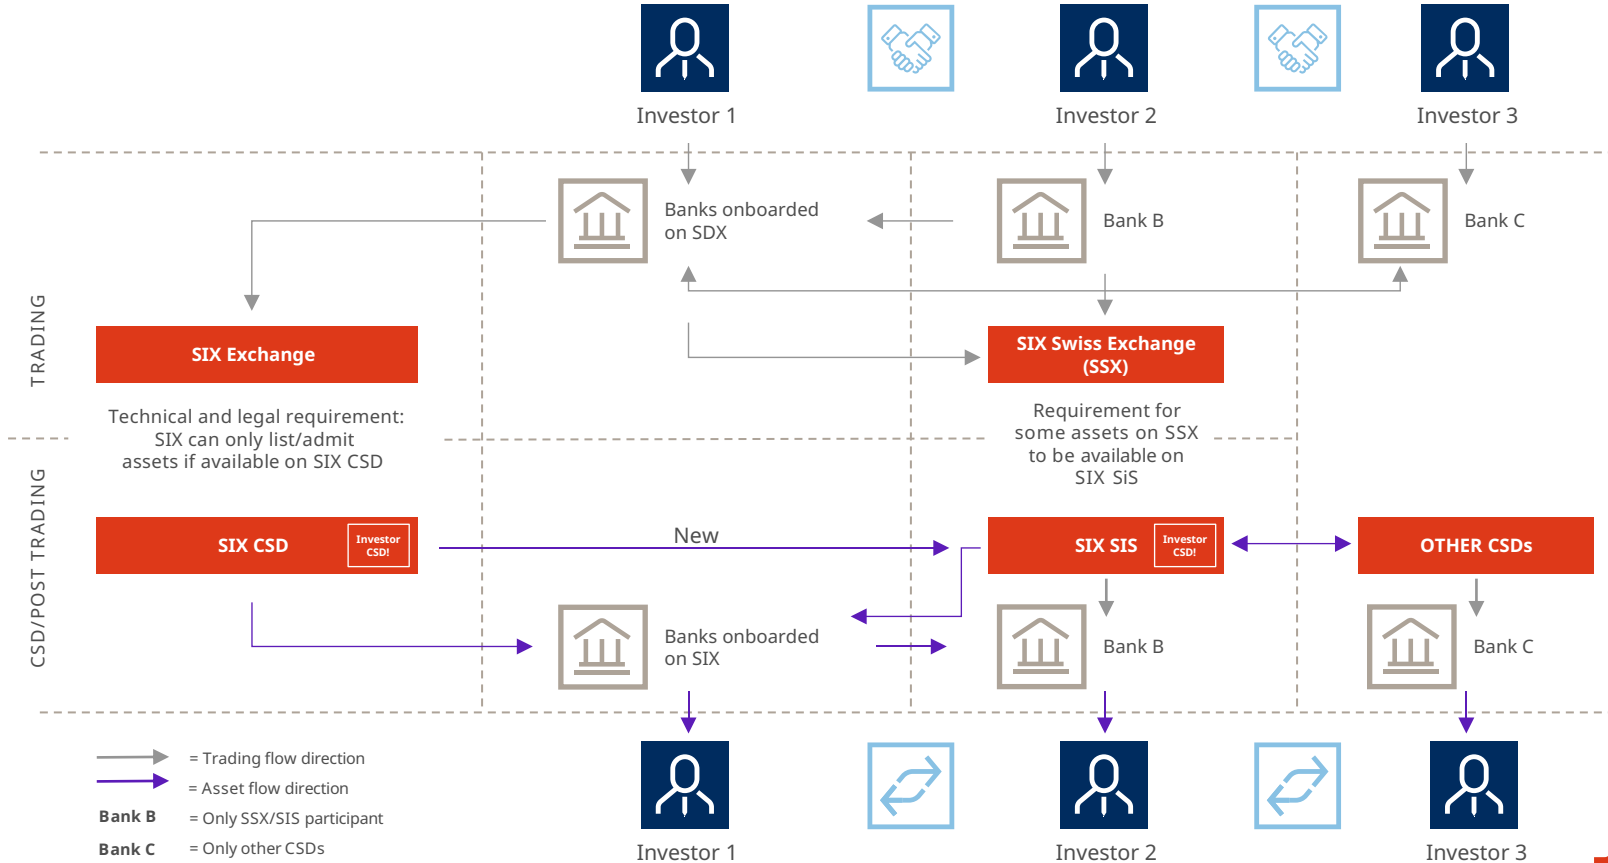 Investor 1
Investor 2
Investor 3
TRADING
Banks onboarded
on SDX
Bank B
Bank C
SIX Exchange
SIX Swiss Exchange
(SSX)
Technical and legal requirement:
SIX can only list/admit
assets if available on SIX CSD
Requirement for
some assets on SSX
to be available on
SIX SiS
CSD/POST TRADING
SIX CSD
Investor
CSD!
New
SIX SIS
Investor
CSD!
OTHER CSDs
Banks onboarded
on SIX
Bank B
Bank C
= Trading flow direction
= Asset flow direction
Bank B = Only SSX/SIS participant
Bank C = Only other CSDs
Investor 1
Investor 2
Investor 3